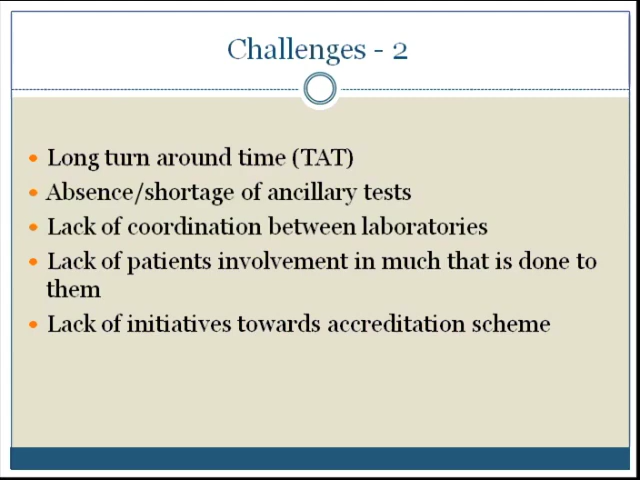 Challenges - 2
• Long turn around time (TAT)
• Absence/shortage of ancillary tests
• Lack of coordination between laboratories
• Lack of patients involvement in much that is done to
them
• Lack of initiatives towards accreditation scheme